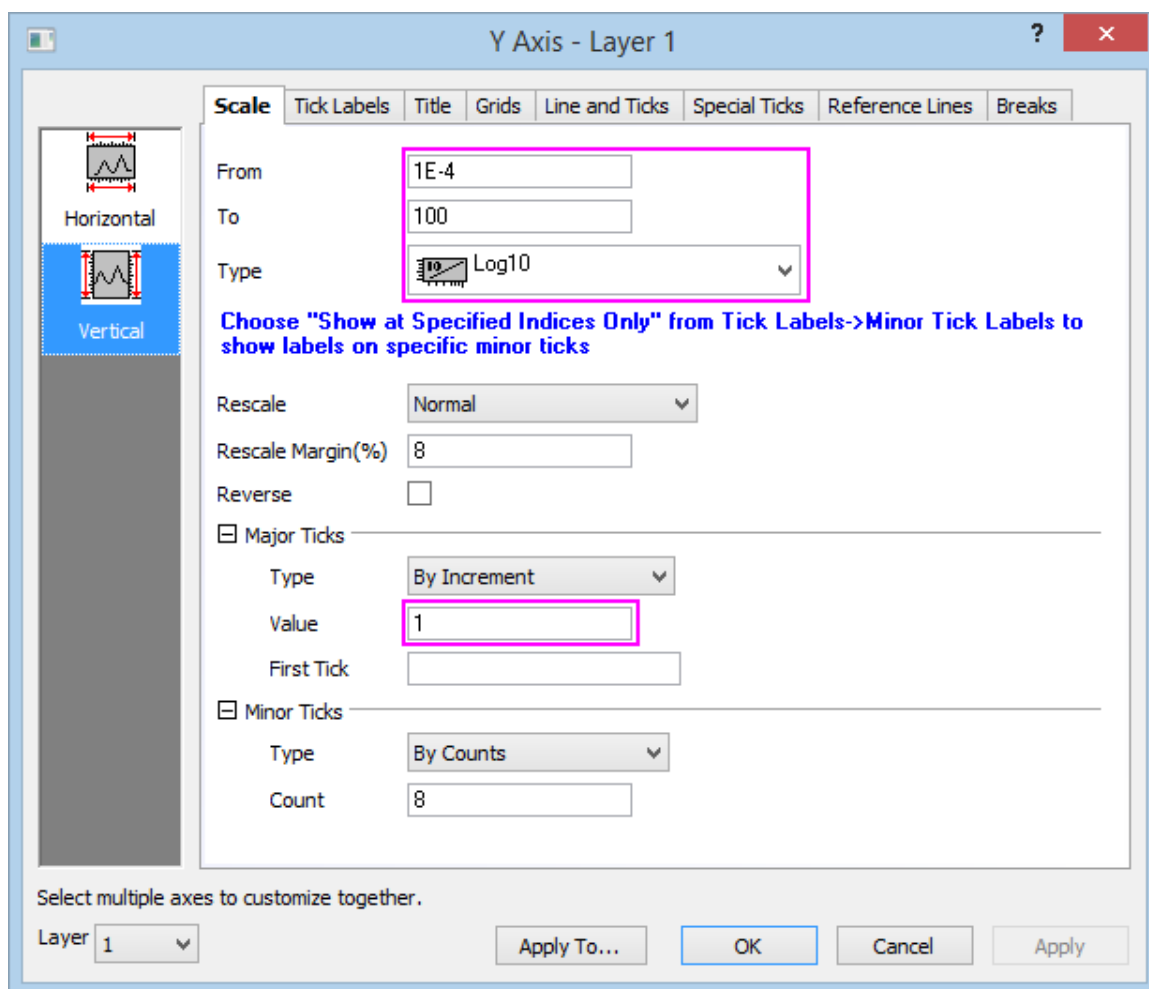 Y Axis - Layer 1
?
Scale Tick Labels Title Grids Line and Ticks Special Ticks Reference Lines Breaks
Horizontal
Vertical
From 1E-4
To 100
Type Log10
Choose "Show at Specified Indices Only" from Tick Labels->Minor Tick Labels to
show labels on specific minor ticks
Rescale Normal
Rescale Margin(%) 8
Reverse
Major Ticks
Type By Increment
Value 1
First Tick
Minor Ticks
Type By Counts
Count 8
Select multiple axes to customize together.
Layer 1 Apply To... OK Cancel Apply